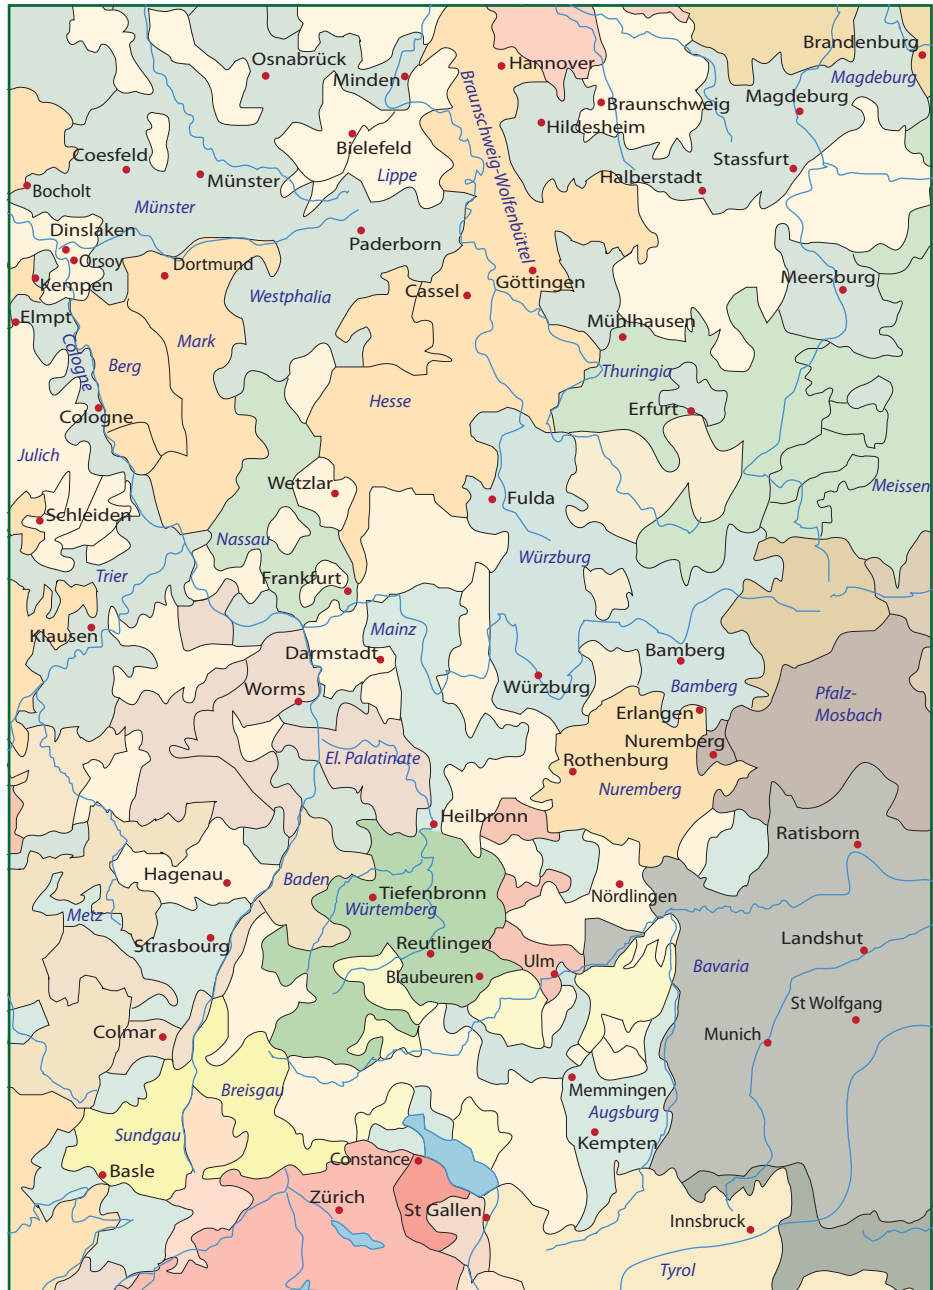 Brandenburg
Osnabrück
Hannover
Minden
Magdeburg
Braunschweig
Magdeburg
Braunschweig-Wolfenbüttel
Hildesheim
Bielefeld
Coesfeld
Stassfurt
Lippe
Münster
Halberstadt
Bocholt
Münster
Dinslaken
Paderborn
Orsoy
Dortmund
Göttingen
Meersburg
Kempen
Cassel
Westphalia
Elmpt
Mühlhausen
Mark
Cologne
Berg
Thuringia
Hesse
Erfurt
Cologne
Julich
Wetzlar
Meissen
Fulda
Schleiden
Nassau
Würzburg
Trier
Frankfurt
Klausen
Mainz
Bamberg
Darmstadt
Würzburg
Bamberg
Worms
Pfalz-
Mosbach
Erlangen
Nuremberg
El. Palatinate
Rothenburg
Nuremberg
Heilbronn
Ratisborn
Hagenau
Baden
Tiefenbronn
Nördlingen
Würtemberg
Metz
Strasbourg
Reutlingen
Landshut
Ulm
Bavaria
Blaubeuren
St Wolfgang
Colmar
Munich
Breisgau
Memmingen
Augsburg
Sundgau
Kempten
Constance
Basle
Zürich
St Gallen
Innsbruck
Tyrol